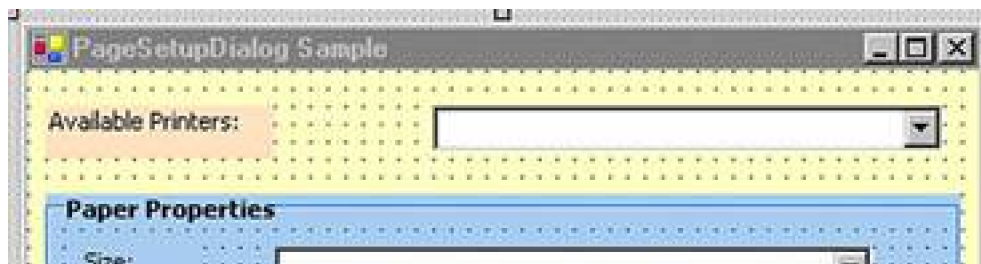 PageSetupDialog Sample
Available Printers:
Paper Properties
Size: